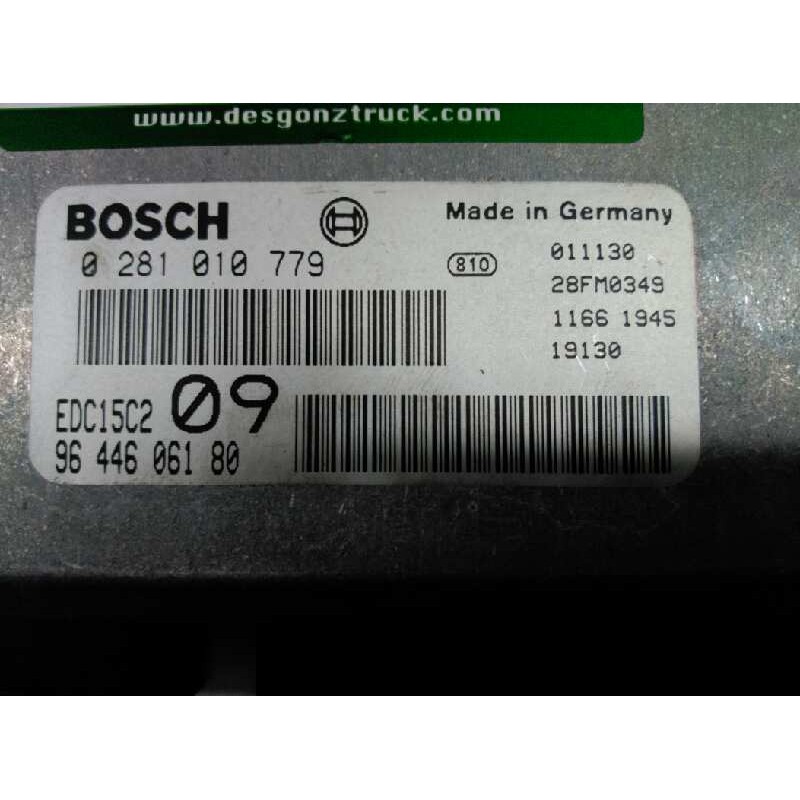 www.desgonztruck.com
BOSCH
Made in Germany
0 281 010 779
810
011130
28FM0349
1166 1945
19130
EDC15C2 09
96 446 061 80